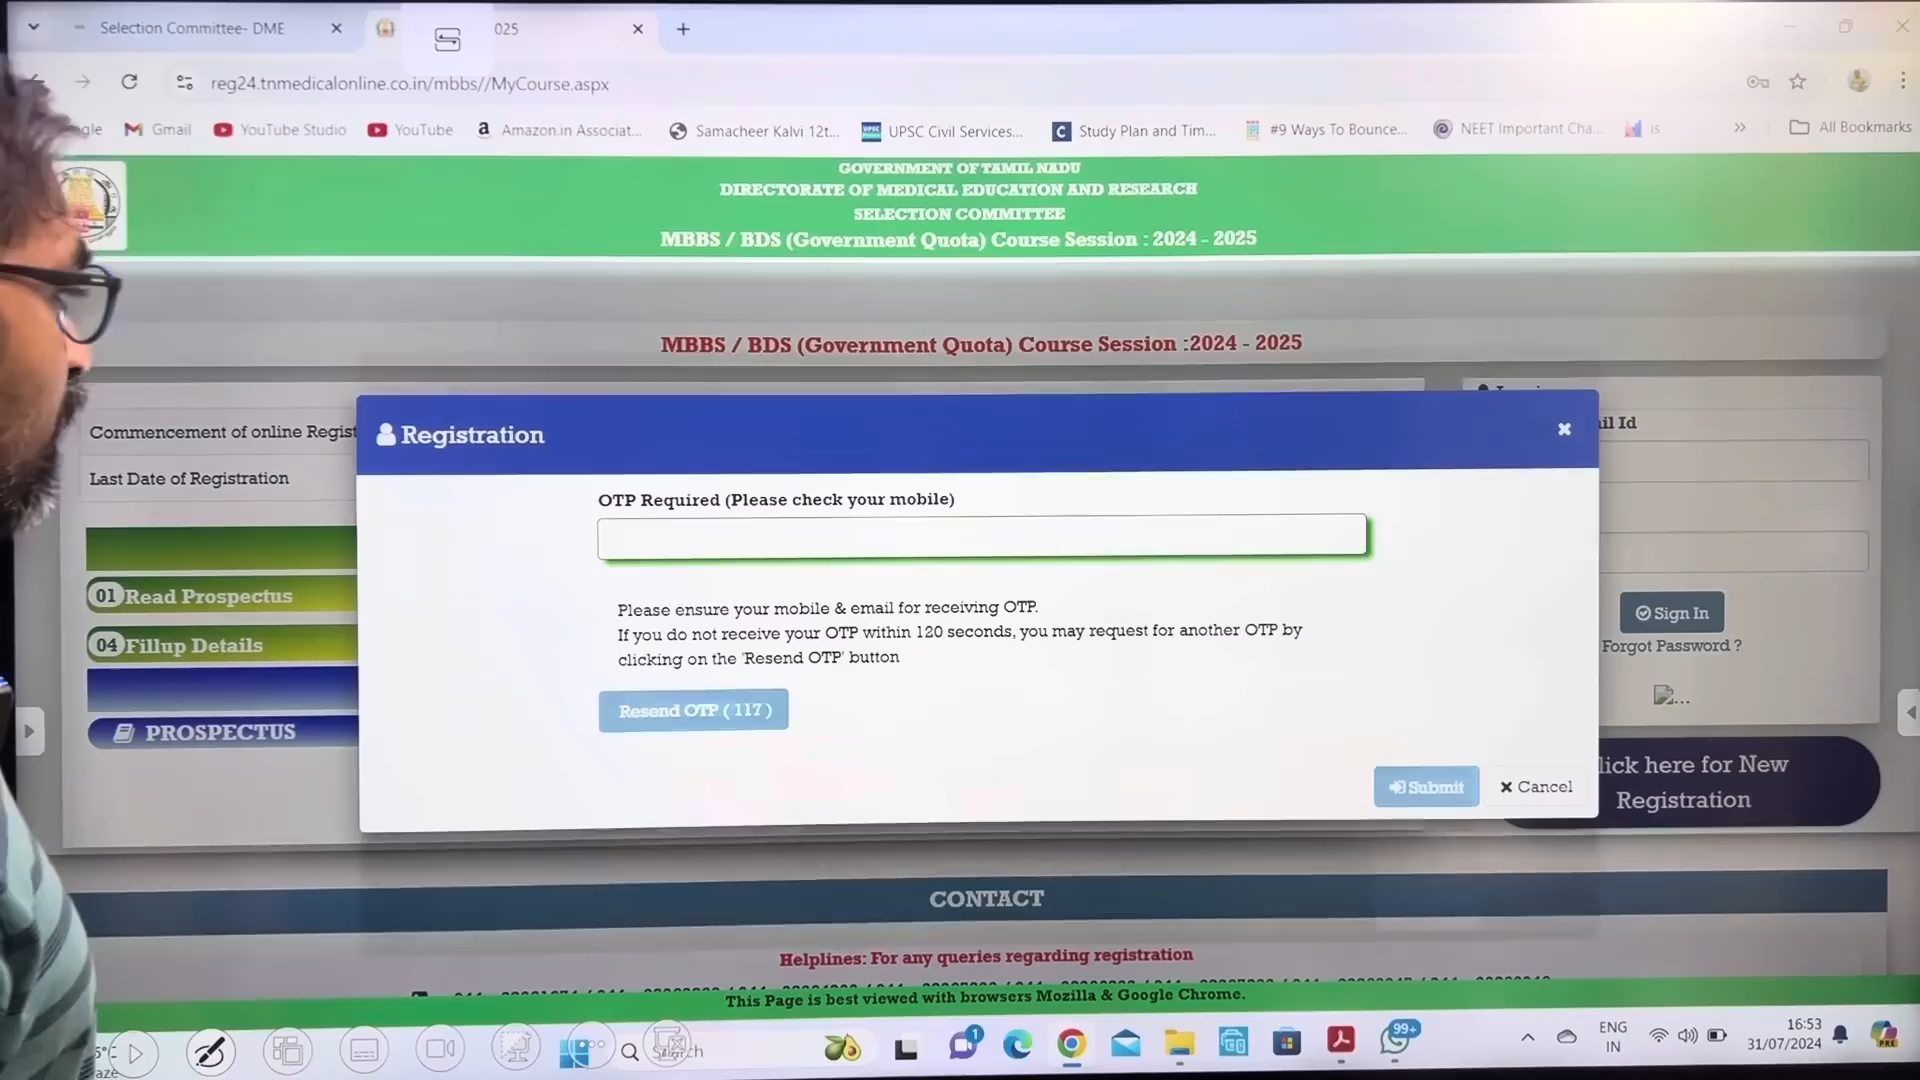 Selection Committee- DME
025
reg24.tnmedicalonline.co.in/mbbs//MyCourse.aspx
gle
Gmail
YouTube Studio
YouTube
Amazon.in Associat...
Samacheer Kalvi 12t...
UPSC Civil Services...
Study Plan and Tim...
#9 Ways To Bounce...
NEET Important Cha...
is
All Bookmarks
GOVERNMENT OF TAMIL NADU
DIRECTORATE OF MEDICAL EDUCATION AND RESEARCH
SELECTION COMMITTEE
MBBS / BDS (Government Quota) Course Session : 2024 - 2025
MBBS / BDS (Government Quota) Course Session :2024 - 2025
Commencement of online Regist
Last Date of Registration
01 Read Prospectus
04 Fillup Details
PROSPECTUS
Registration
OTP Required (Please check your mobile)
Please ensure your mobile & email for receiving OTP.
If you do not receive your OTP within 120 seconds, you may request for another OTP by
clicking on the 'Resend OTP' button
Resend OTP ( 117 )
Submit
Cancel
il Id
Sign In
Forgot Password ?
...
lick here for New
Registration
CONTACT
Helplines: For any queries regarding registration
This Page is best viewed with browsers Mozilla & Google Chrome.
1
99+
PRE
ENG
IN
16:53
31/07/2024